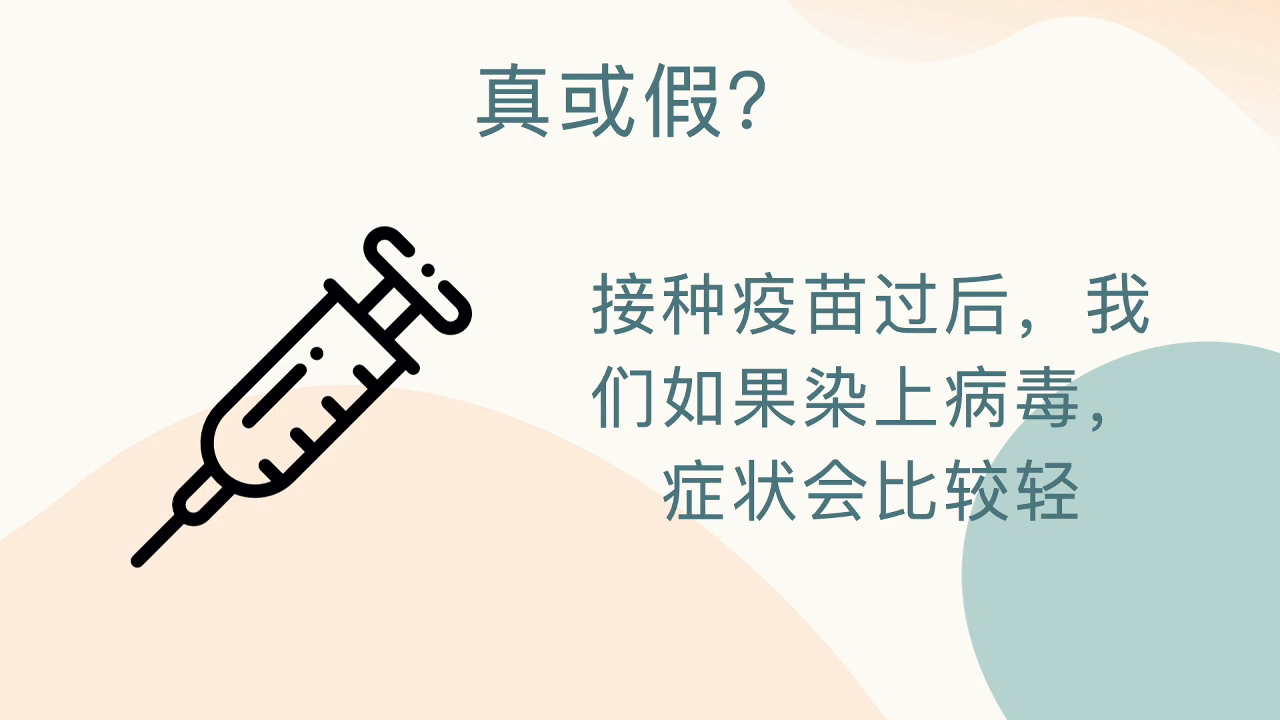 真或假？
接种疫苗过后，我
们如果染上病毒，
症状会比较轻